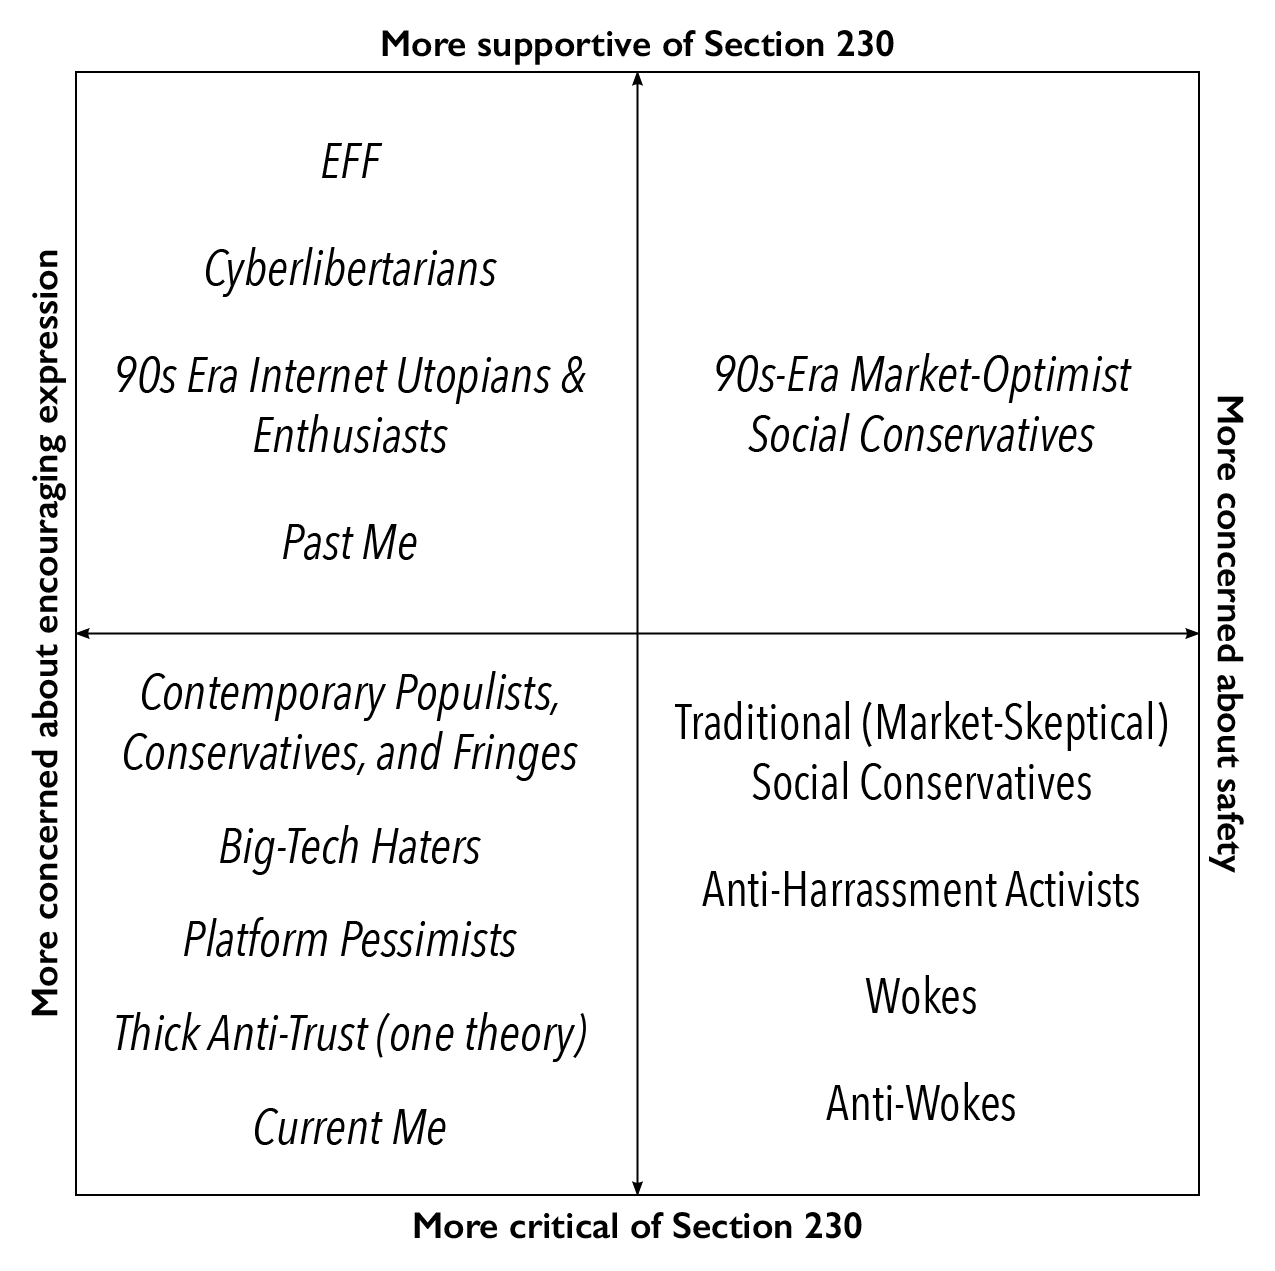 More supportive of Section 230
More concerned about encouraging expression
EFF
Cyberlibertarians
90s Era Internet Utopians &
Enthusiasts
Past Me
90s-Era Market-Optimist
Social Conservatives
Contemporary Populists,
Conservatives, and Fringes
Big-Tech Haters
Platform Pessimists
Thick Anti-Trust (one theory)
Current Me
Traditional (Market-Skeptical)
Social Conservatives
Anti-Harrassment Activists
Wokes
Anti-Wokes
More concerned about safety
More critical of Section 230